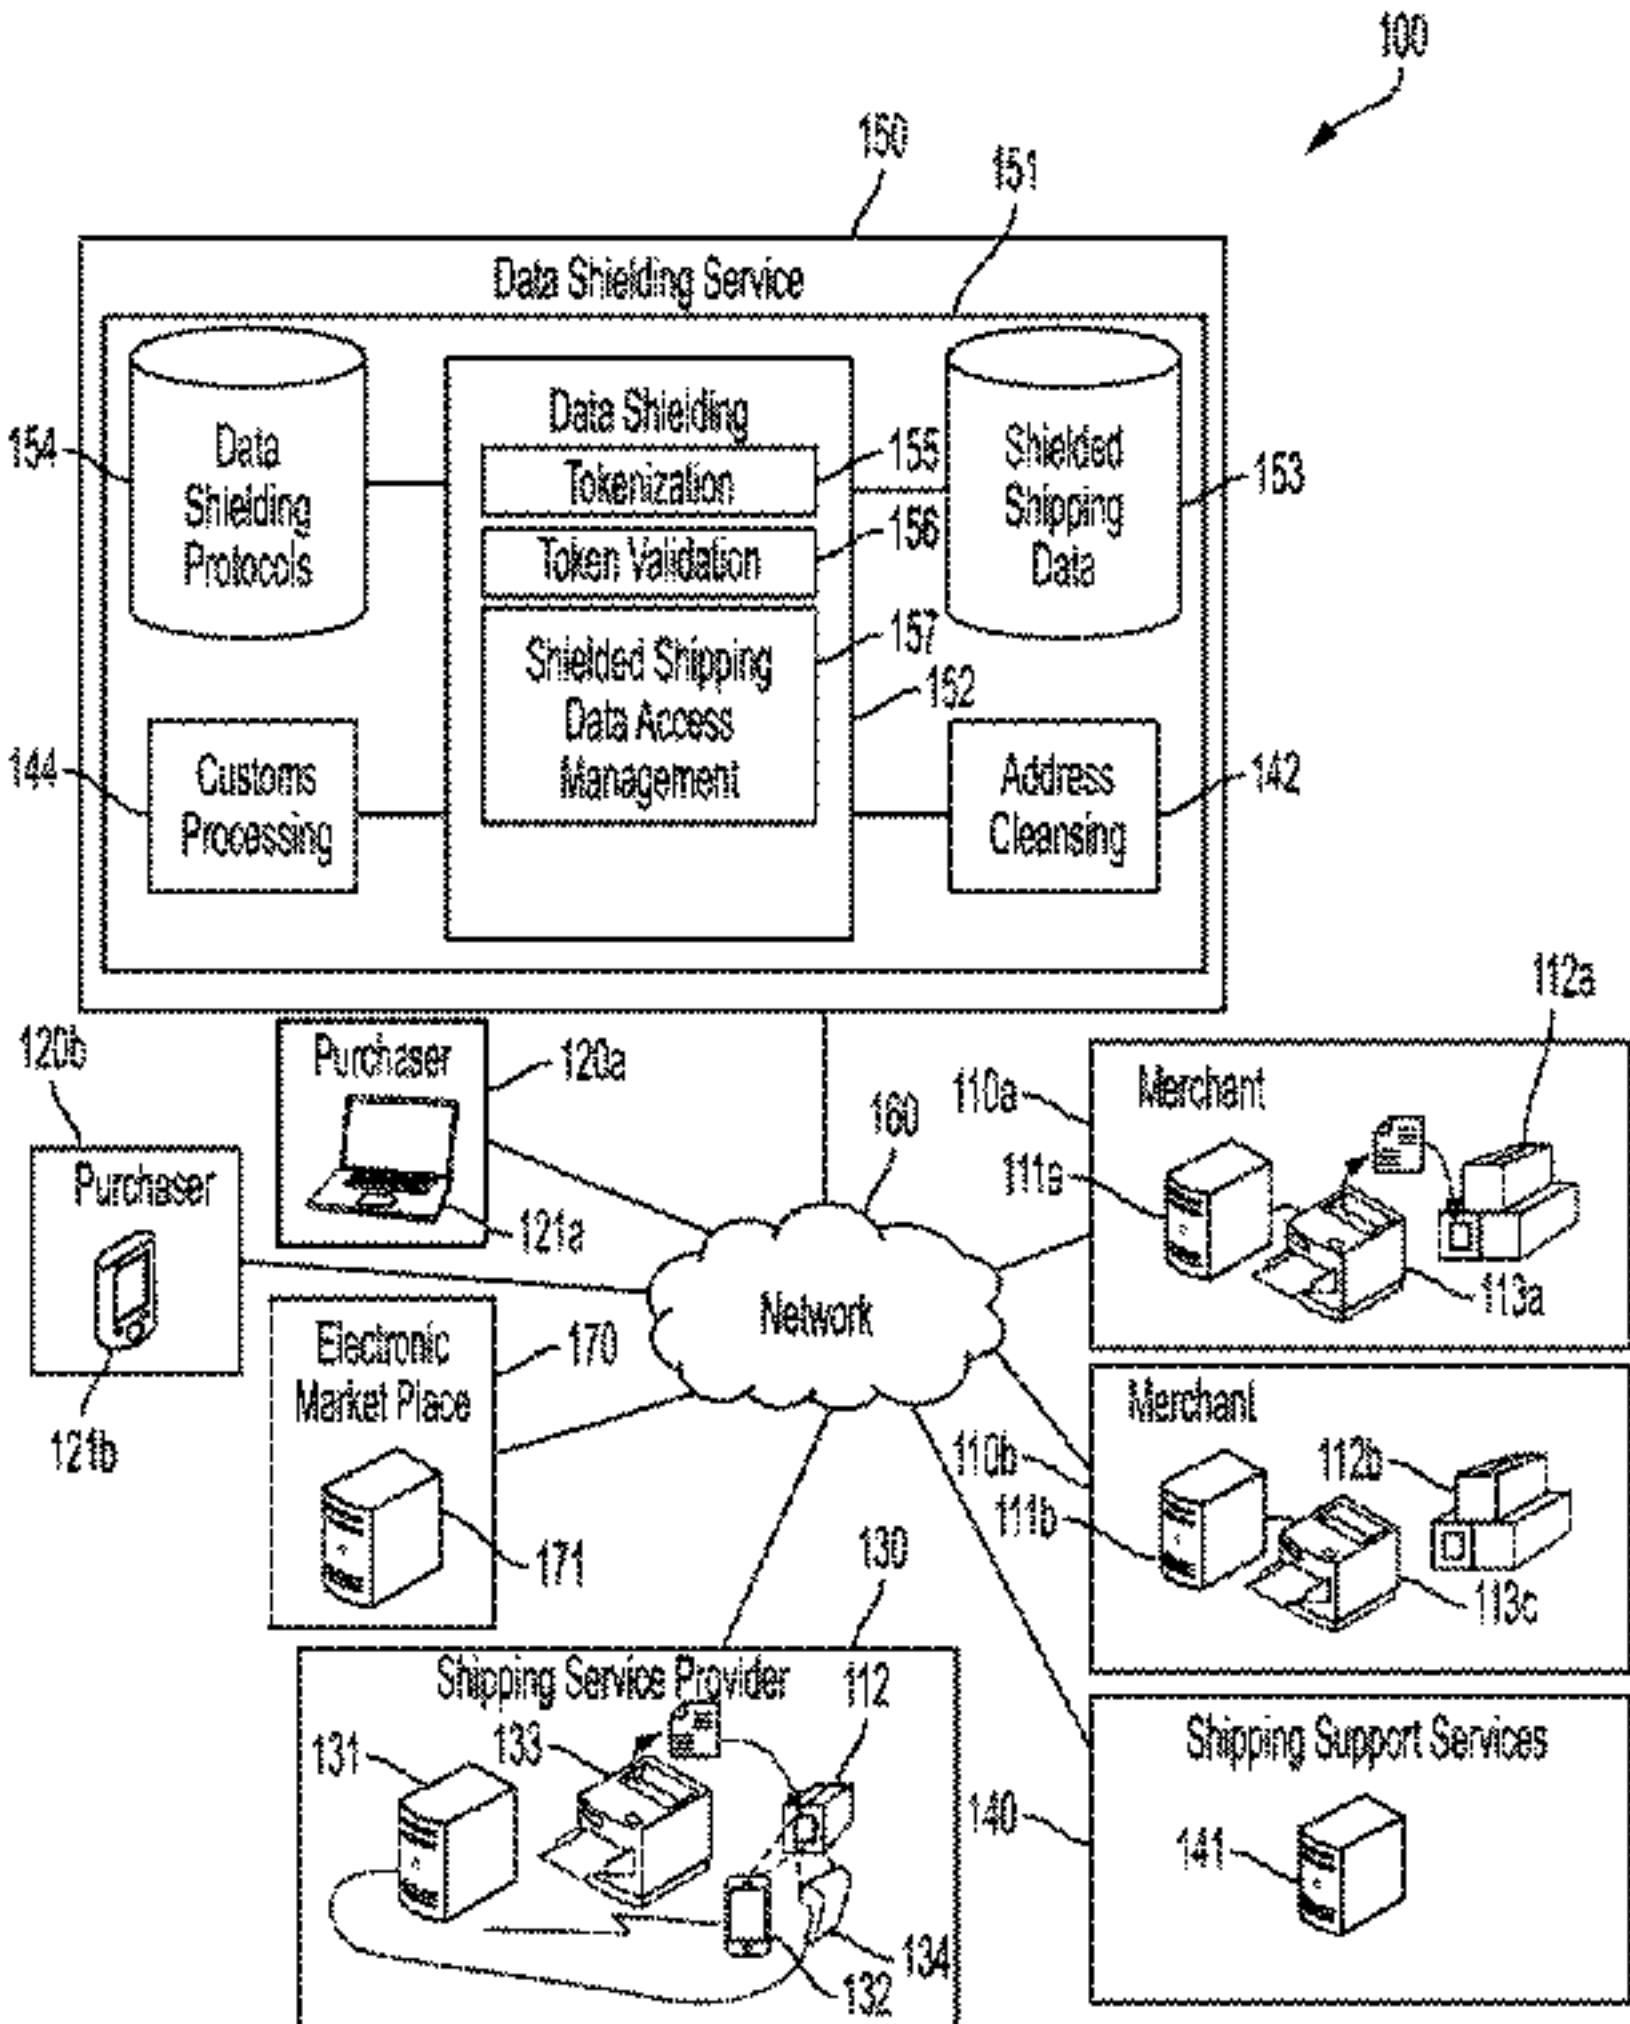 100
150
151
Data Shielding Service
154
Data
Shielding
Protocols
Data Shielding
Tokenization
155
Token Validation
156
Shielded Shipping
Data Access
Management
157
152
Shielded
Shipping
Data
153
144
Customs
Processing
Address
Cleansing
142
120b
Purchaser
121b
Purchaser
120a
121a
160
Network
110a
Merchant
112a
111a
113a
Electronic
Market Place
170
171
Merchant
110b
111b
112b
113c
130
Shipping Service Provider
112
131
133
132
134
140
Shipping Support Services
141